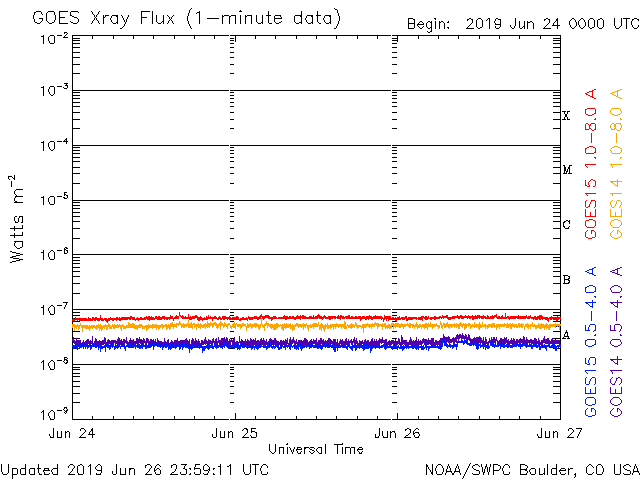 GOES Xray Flux (1-minute data)
Begin: 2019 Jun 24 0000 UTC
Watts m⁻²
10⁻²
10⁻³
10⁻⁴
10⁻⁵
10⁻⁶
10⁻⁷
10⁻⁸
10⁻⁹
X
M
C
B
A
GOES15 1.0-8.0 A
GOES14 1.0-8.0 A
GOES15 0.5-4.0 A
GOES14 0.5-4.0 A
Jun 24 Jun 25 Jun 26 Jun 27
Universal Time
Updated 2019 Jun 26 23:59:11 UTC
NOAA/SWPC Boulder, CO USA